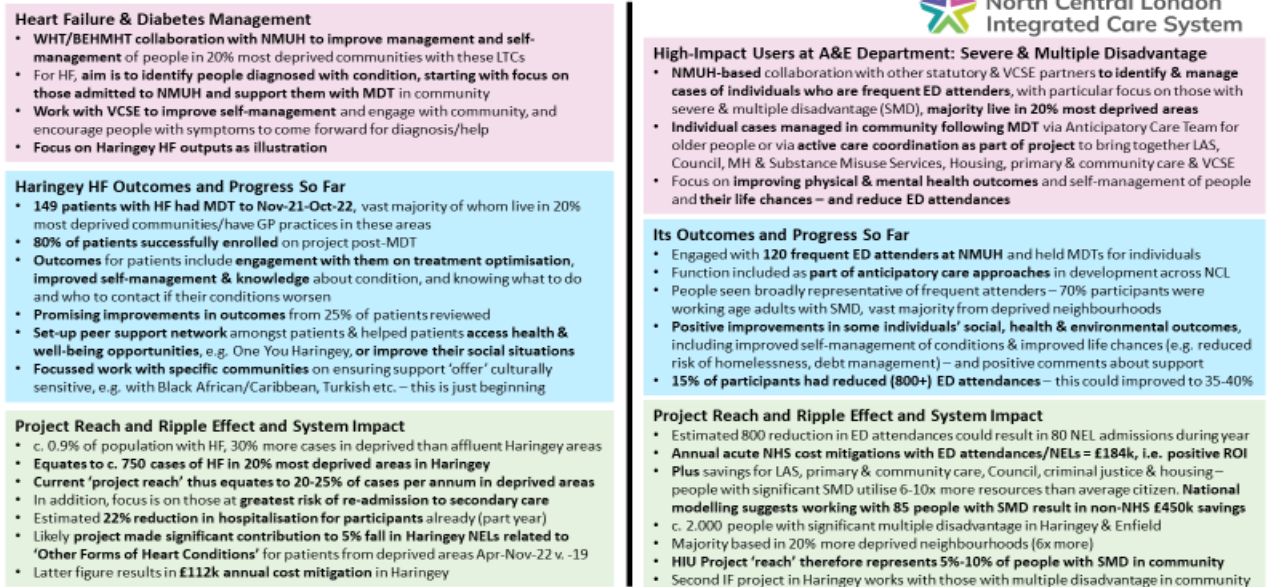 Heart Failure & Diabetes Management
• WHT/BEHMHT collaboration with NMUH to improve management and self-
management of people in 20% most deprived communities with these LTCs
• For HF, aim is to identify people diagnosed with condition, starting with focus on
those admitted to NMUH and support them with MDT in community
• Work with VCSE to improve self-management and engage with community, and
encourage people with symptoms to come forward for diagnosis/help
• Focus on Haringey HF outputs as illustration
Haringey HF Outcomes and Progress So Far
• 149 patients with HF had MDT to Nov-21-Oct-22, vast majority of whom live in 20%
most deprived communities/have GP practices in these areas
• 80% of patients successfully enrolled on project post-MDT
• Outcomes for patients include engagement with them on treatment optimisation,
improved self-management & knowledge about condition, and knowing what to do
and who to contact if their conditions worsen
• Promising improvements in outcomes from 25% of patients reviewed
• Set-up peer support network amongst patients & helped patients access health &
well-being opportunities, e.g. One You Haringey, or improve their social situations
• Focussed work with specific communities on ensuring support 'offer' culturally
sensitive, e.g. with Black African/Caribbean, Turkish etc. – this is just beginning
Project Reach and Ripple Effect and System Impact
• c. 0.9% of population with HF, 30% more cases in deprived than affluent Haringey areas
• Equates to c. 750 cases of HF in 20% most deprived areas in Haringey
• Current 'project reach' thus equates to 20-25% of cases per annum in deprived areas
• In addition, focus is on those at greatest risk of re-admission to secondary care
• Estimated 22% reduction in hospitalisation for participants already (part year)
• Likely project made significant contribution to 5% fall in Haringey NELs related to
'Other Forms of Heart Conditions' for patients from deprived areas Apr-Nov-22 v. -19
• Latter figure results in £112k annual cost mitigation in Haringey
North Central London
Integrated Care System
High-Impact Users at A&E Department: Severe & Multiple Disadvantage
• NMUH-based collaboration with other statutory & VCSE partners to identify & manage
cases of individuals who are frequent ED attenders, with particular focus on those with
severe & multiple disadvantage (SMD), majority live in 20% most deprived areas
• Individual cases managed in community following MDT via Anticipatory Care Team for
older people or via active care coordination as part of project to bring together LAS,
Council, MH & Substance Misuse Services, Housing, primary & community care & VCSE
• Focus on improving physical & mental health outcomes and self-management of people
and their life chances – and reduce ED attendances
Its Outcomes and Progress So Far
• Engaged with 120 frequent ED attenders at NMUH and held MDTs for individuals
• Function included as part of anticipatory care approaches in development across NCL
• People seen broadly representative of frequent attenders – 70% participants were
working age adults with SMD, vast majority from deprived neighbourhoods
• Positive improvements in some individuals' social, health & environmental outcomes,
including improved self-management of conditions & improved life chances (e.g. reduced
risk of homelessness, debt management) – and positive comments about support
• 15% of participants had reduced (800+) ED attendances – this could improved to 35-40%
Project Reach and Ripple Effect and System Impact
• Estimated 800 reduction in ED attendances could result in 80 NEL admissions during year
• Annual acute NHS cost mitigations with ED attendances/NELs = £184k, i.e. positive ROI
• Plus savings for LAS, primary & community care, Council, criminal justice & housing –
people with significant SMD utilise 6-10x more resources than average citizen. National
modelling suggests working with 85 people with SMD result in non-NHS £450k savings
• c. 2.000 people with significant multiple disadvantage in Haringey & Enfield
• Majority based in 20% more deprived neighbourhoods (6x more)
• HIU Project 'reach' therefore represents 5%-10% of people with SMD in community
• Second IF project in Haringey works with those with multiple disadvantage in community